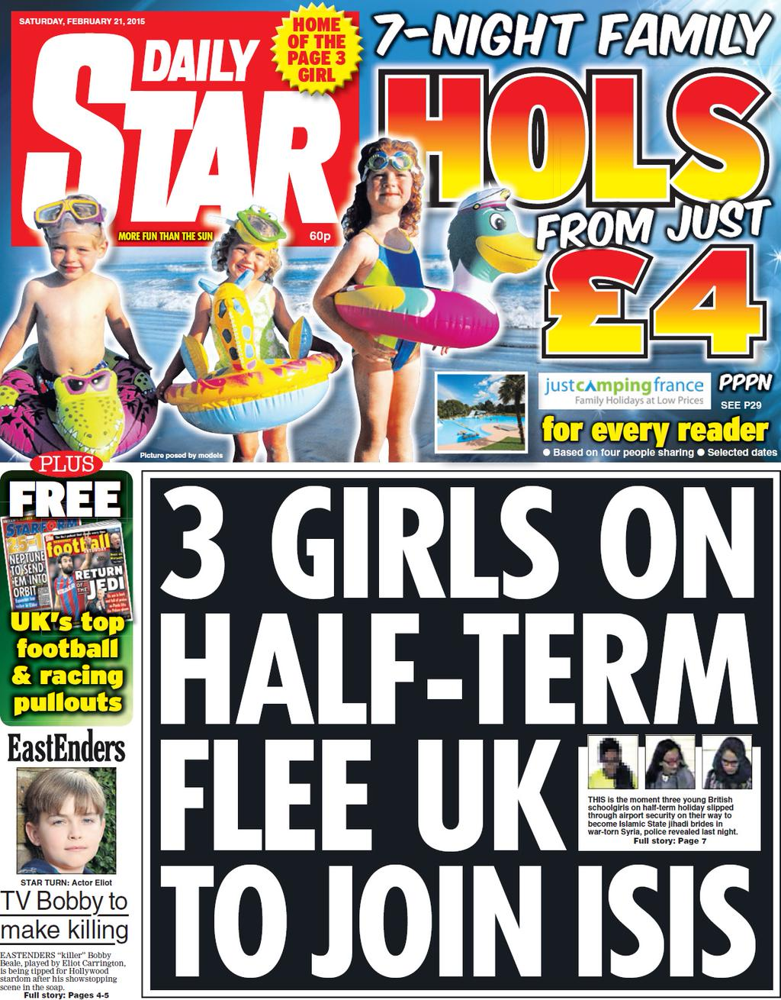 SATURDAY, FEBRUARY 21, 2015
DAILY
STAR
MORE FUN THAN THE SUN
60p
HOME
OF THE
PAGE 3
GIRL
7-NIGHT FAMILY
HOLS
FROM JUST
£4
justcampingfrance
Family Holidays at Low Prices
PPPN
SEE P29
for every reader
● Based on four people sharing ● Selected dates
Picture posed by models
PLUS
FREE
STARFORM
25-1
NEPTUNE
TO SEND
'EM INTO
ORBIT
football
RETURN
OF THE
JEDI
UK's top
football
& racing
pullouts
EastEnders
STAR TURN: Actor Eliot
TV Bobby to
make killing
EASTENDERS “killer” Bobby
Beale, played by Eliot Carrington,
is being tipped for Hollywood
stardom after his showstopping
scene in the soap.
Full story: Pages 4-5
3 GIRLS ON
HALF-TERM
FLEE UK
TO JOIN ISIS
THIS is the moment three young British
schoolgirls on half-term holiday slipped
through airport security on their way to
become Islamic State jihadi brides in
war-torn Syria, police revealed last night.
Full story: Page 7